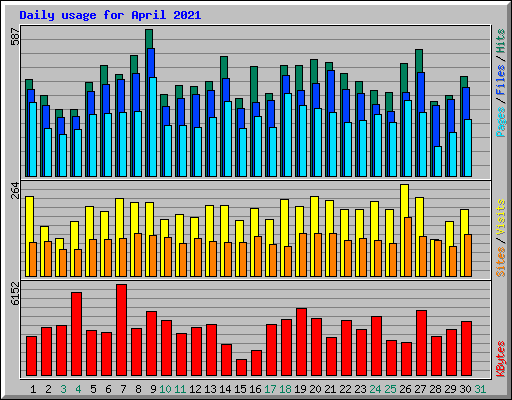 Daily usage for April 2021
587
Pages / Files / Hits
264
Sites / Visits
6152
KBytes
1 2 3 4 5 6 7 8 9 10 11 12 13 14 15 16 17 18 19 20 21 22 23 24 25 26 27 28 29 30 31